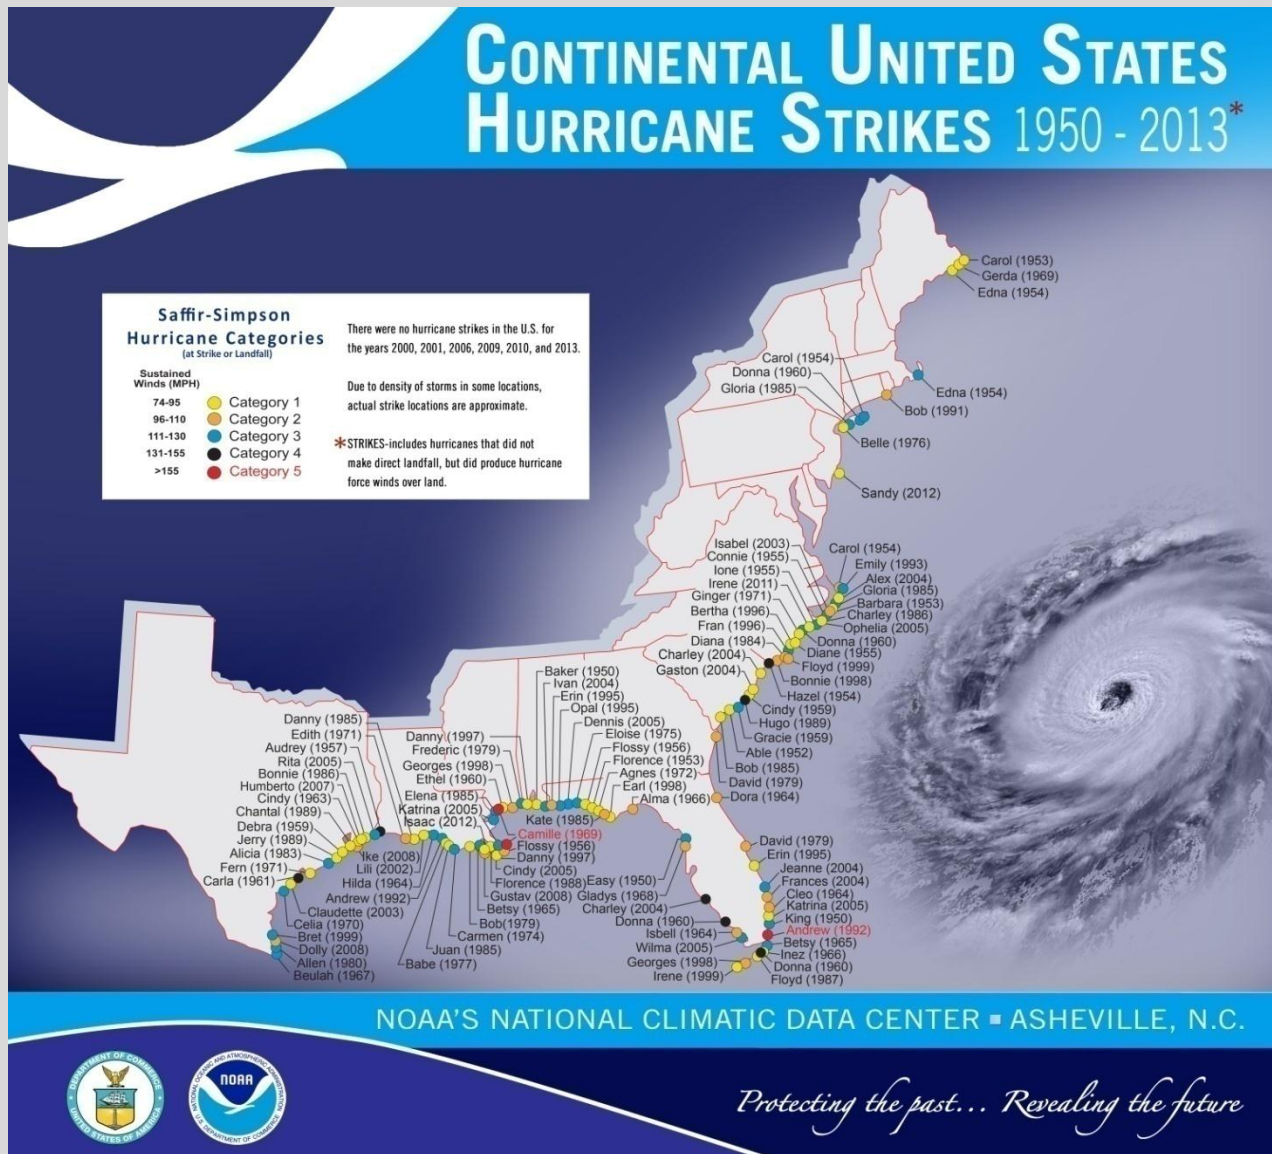 CONTINENTAL UNITED STATES
HURRICANE STRIKES 1950 - 2013*
Saffir-Simpson
Hurricane Categories
(at Strike or Landfall)
Sustained
Winds (MPH)
74-95 Category 1
96-110 Category 2
111-130 Category 3
131-155 Category 4
>155 Category 5
There were no hurricane strikes in the U.S. for
the years 2000, 2001, 2006, 2009, 2010, and 2013.
Due to density of storms in some locations,
actual strike locations are approximate.
*STRIKES-includes hurricanes that did not
make direct landfall, but did produce hurricane
force winds over land.
Carol (1953)
Gerda (1969)
Edna (1954)
Carol (1954)
Donna (1960)
Gloria (1985)
Edna (1954)
Bob (1991)
Belle (1976)
Sandy (2012)
Isabel (2003)
Connie (1955)
Ione (1955)
Irene (2011)
Ginger (1971)
Bertha (1996)
Fran (1996)
Diana (1984)
Charley (2004)
Gaston (2004)
Carol (1954)
Emily (1993)
Alex (2004)
Gloria (1985)
Barbara (1953)
Charley (1986)
Ophelia (2005)
Donna (1960)
Diane (1955)
Floyd (1999)
Bonnie (1998)
Hazel (1954)
Cindy (1959)
Hugo (1989)
Gracie (1959)
Able (1952)
Bob (1985)
David (1979)
Dora (1964)
Baker (1950)
Ivan (2004)
Erin (1995)
Opal (1995)
Dennis (2005)
Eloise (1975)
Flossy (1956)
Florence (1953)
Agnes (1972)
Earl (1998)
Alma (1966)
Kate (1985)
Danny (1997)
Frederic (1979)
Georges (1998)
Ethel (1960)
Elena (1985)
Katrina (2005)
Isaac (2012)
Camille (1969)
Flossy (1956)
Danny (1997)
Cindy (2005)
Florence (1988)
Gustav (2008)
Betsy (1965)
Bob(1979)
Carmen (1974)
Juan (1985)
Babe (1977)
Danny (1985)
Edith (1971)
Audrey (1957)
Rita (2005)
Bonnie (1986)
Humberto (2007)
Cindy (1963)
Chantal (1989)
Debra (1959)
Jerry (1989)
Alicia (1983)
Fern (1971)
Carla (1961)
Ike (2008)
Lili (2002)
Hilda (1964)
Andrew (1992)
Claudette (2003)
Celia (1970)
Bret (1999)
Dolly (2008)
Allen (1980)
Beulah (1967)
Easy (1950)
Gladys (1968)
Charley (2004)
Donna (1960)
Isbell (1964)
Wilma (2005)
Georges (1998)
Irene (1999)
David (1979)
Erin (1995)
Jeanne (2004)
Frances (2004)
Cleo (1964)
Katrina (2005)
King (1950)
Andrew (1992)
Betsy (1965)
Inez (1966)
Donna (1960)
Floyd (1987)
NOAA'S NATIONAL CLIMATIC DATA CENTER ■ ASHEVILLE, N.C.
DEPARTMENT OF COMMERCE
UNITED STATES OF AMERICA
NATIONAL OCEANIC AND ATMOSPHERIC ADMINISTRATION
NOAA
U.S. DEPARTMENT OF COMMERCE
Protecting the past... Revealing the future